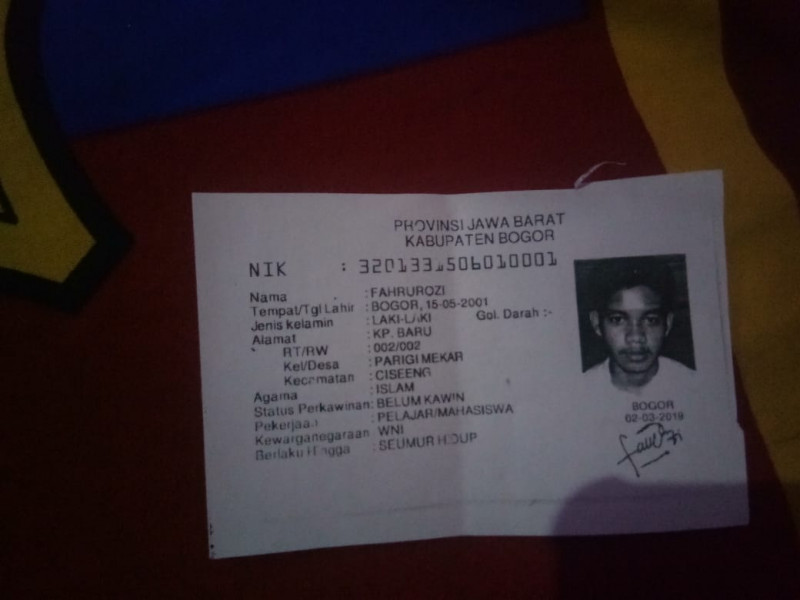 PROVINSI JAWA BARAT
KABUPATEN BOGOR
NIK : 3201331506010001
Nama : FAHRUROZI
Tempat/Tgl Lahir : BOGOR, 15-05-2001
Jenis kelamin : LAKI-LAKI Gol. Darah :-
Alamat : KP. BARU
RT/RW : 002/002
Kel/Desa : PARIGI MEKAR
Kecamatan : CISEENG
Agama : ISLAM
Status Perkawinan: BELUM KAWIN
Pekerjaan : PELAJAR/MAHASISWA
Kewarganegaraan WNI
Berlaku Hingga : SEUMUR HIDUP
BOGOR
02-03-2019